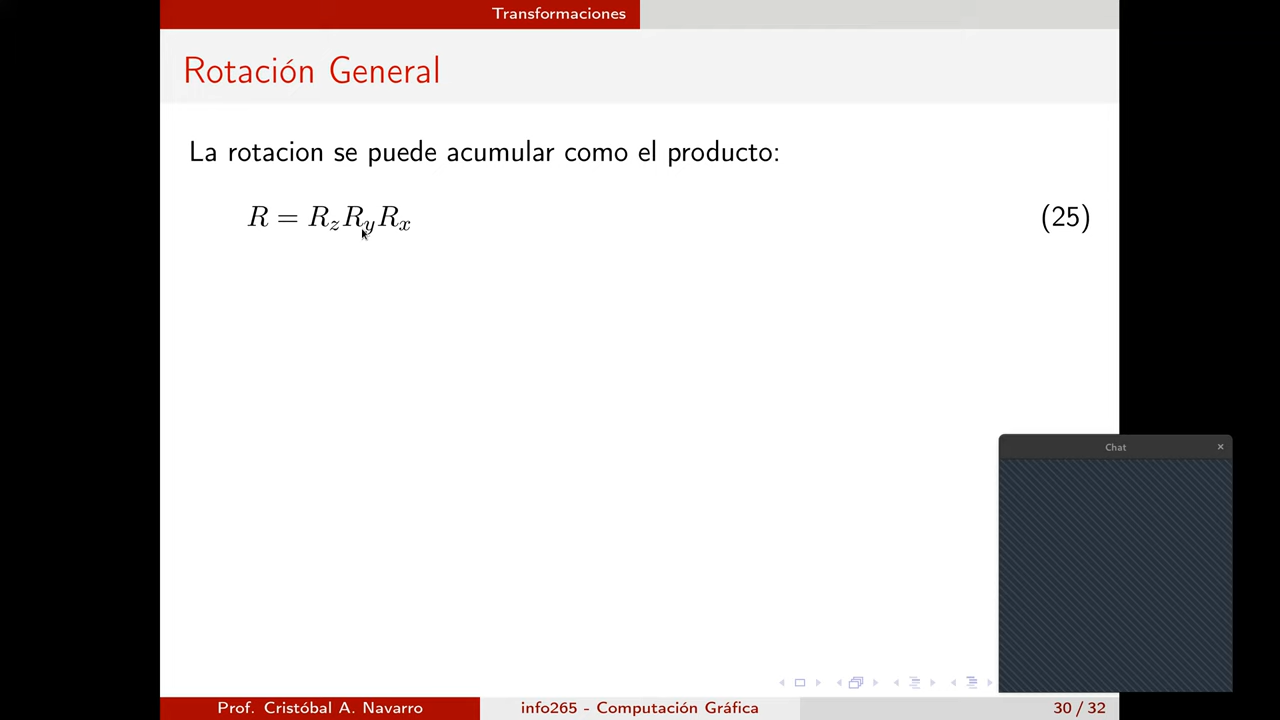 Transformaciones
Rotación General
La rotacion se puede acumular como el producto:
R = R_z R_y R_x (25)
Chat ×
Prof. Cristóbal A. Navarro info265 - Computación Gráfica 30 / 32